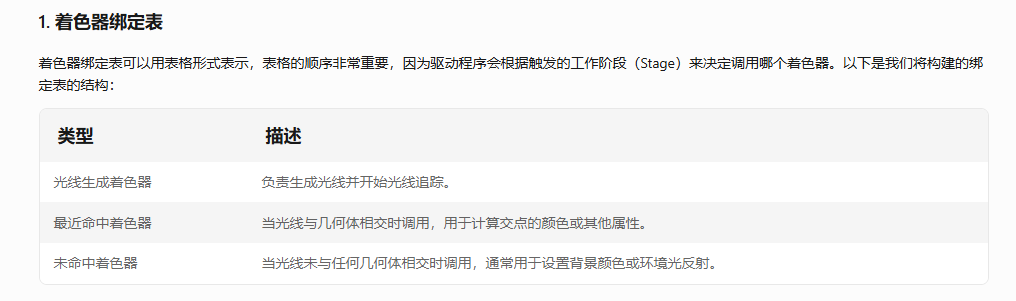 1. 着色器绑定表
着色器绑定表可以用表格形式表示，表格的顺序非常重要，因为驱动程序会根据触发的工作阶段（Stage）来决定调用哪个着色器。以下是我们将构建的绑
定表的结构：
类型 描述
光线生成着色器 负责生成光线并开始光线追踪。
最近命中着色器 当光线与几何体相交时调用，用于计算交点的颜色或其他属性。
未命中着色器 当光线未与任何几何体相交时调用，通常用于设置背景颜色或环境光反射。